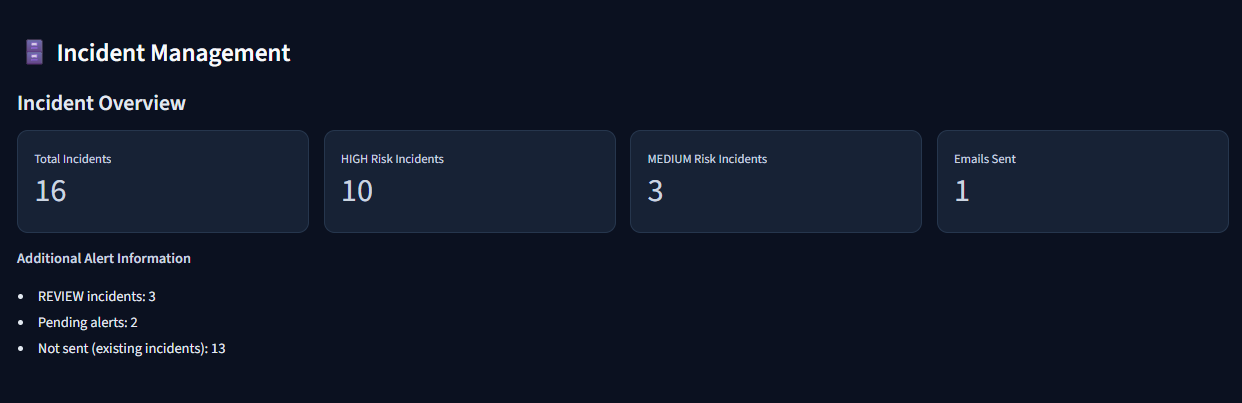 Incident Management
Incident Overview
Total Incidents
16
HIGH Risk Incidents
10
MEDIUM Risk Incidents
3
Emails Sent
1
Additional Alert Information
• REVIEW incidents: 3
• Pending alerts: 2
• Not sent (existing incidents): 13